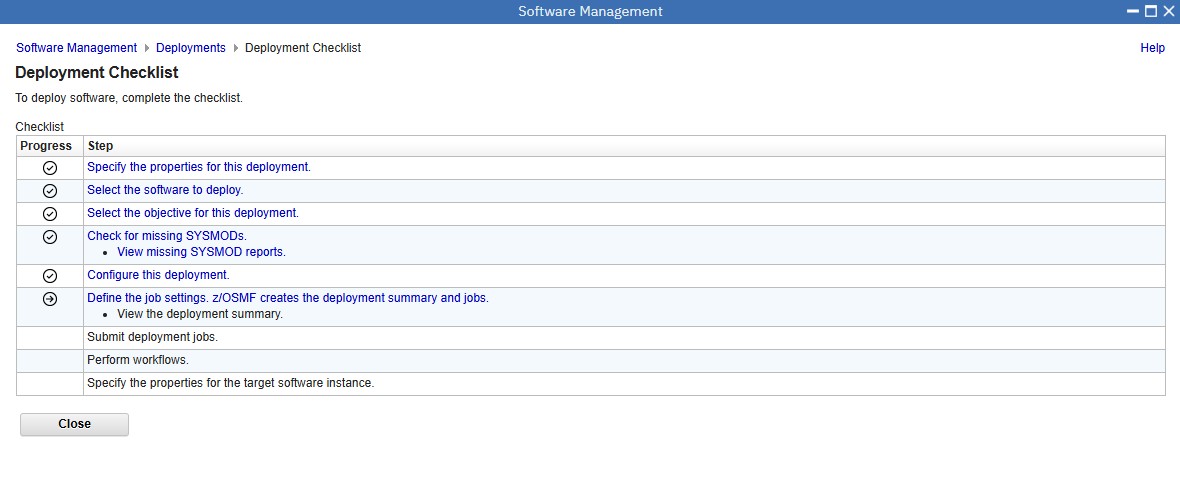 Software Management
Software Management Deployments Deployment Checklist Help
Deployment Checklist
To deploy software, complete the checklist.
Checklist
Progress Step
Specify the properties for this deployment.
Select the software to deploy.
Select the objective for this deployment.
Check for missing SYSMODs.
• View missing SYSMOD reports.
Configure this deployment.
Define the job settings. z/OSMF creates the deployment summary and jobs.
• View the deployment summary.
Submit deployment jobs.
Perform workflows.
Specify the properties for the target software instance.
Close